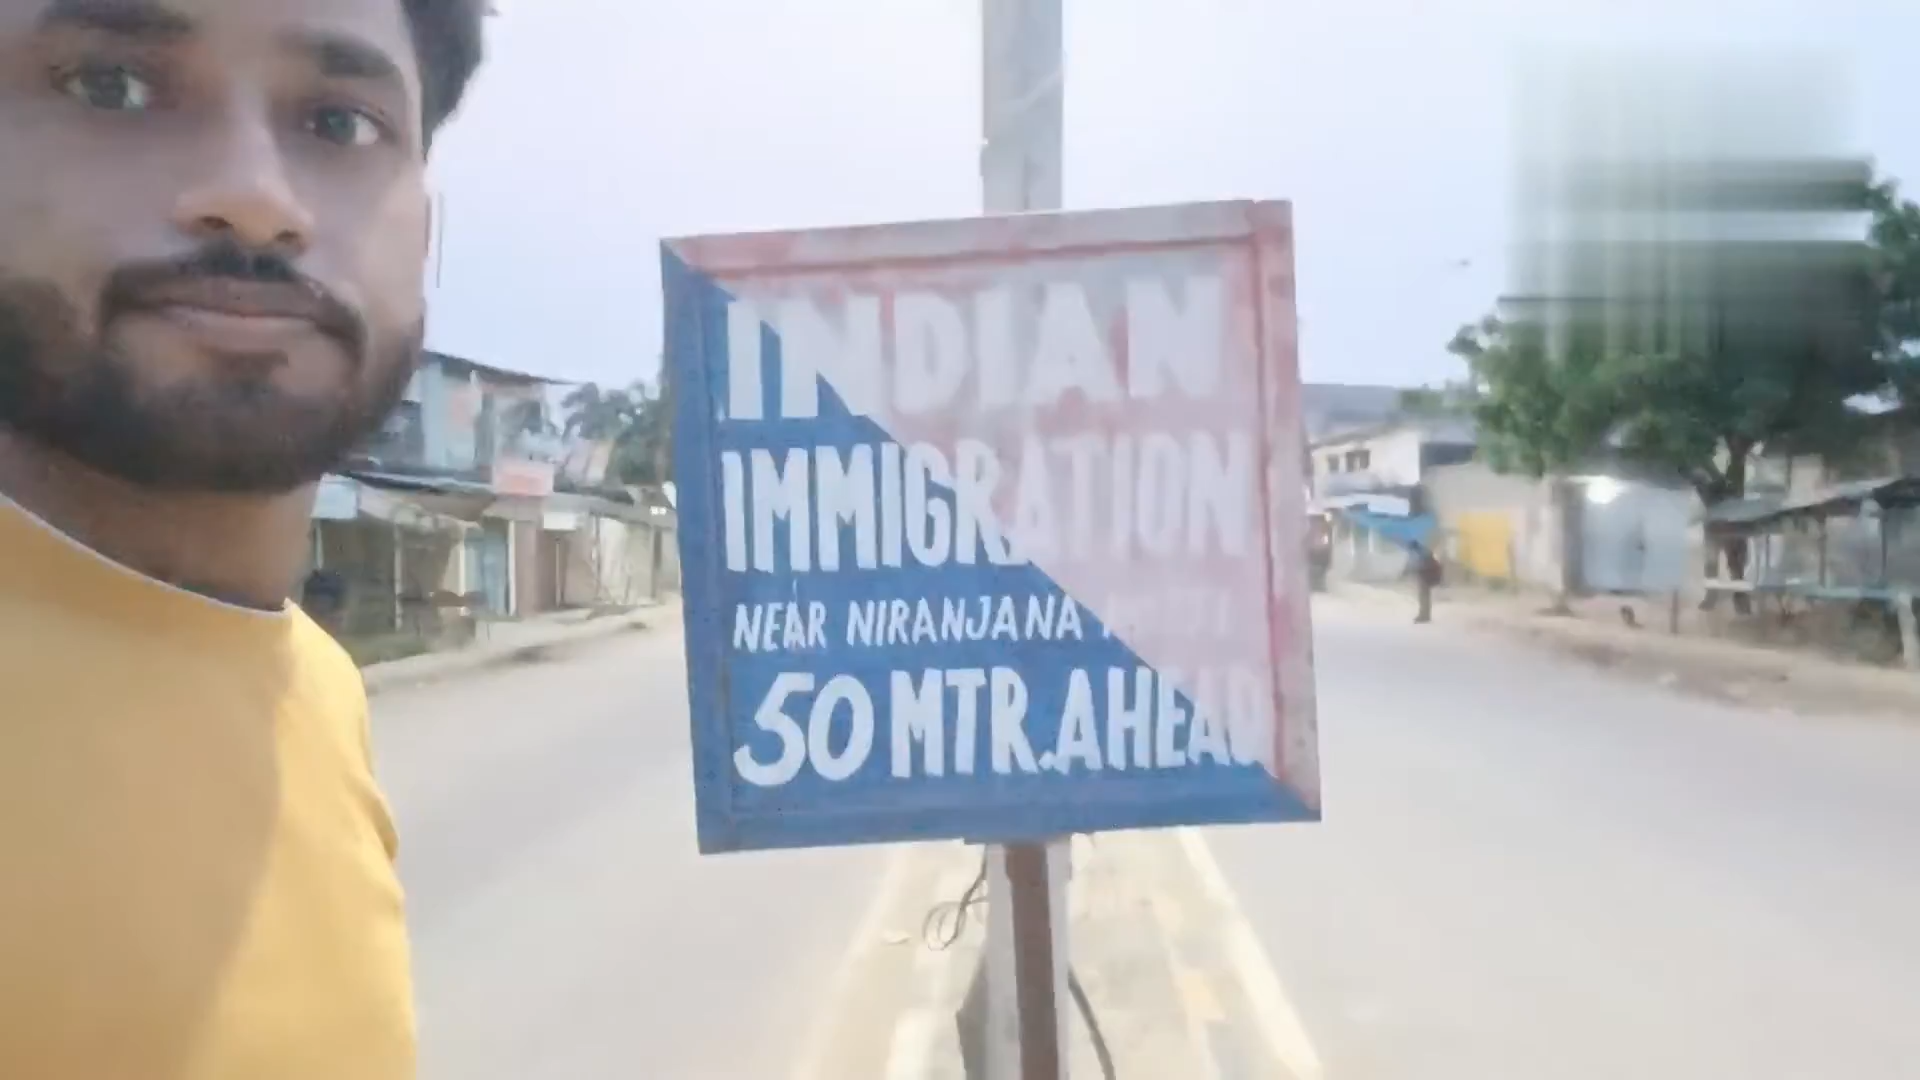 INDIAN
IMMIGRATION
NEAR NIRANJANA
50 MTR. AHEAD